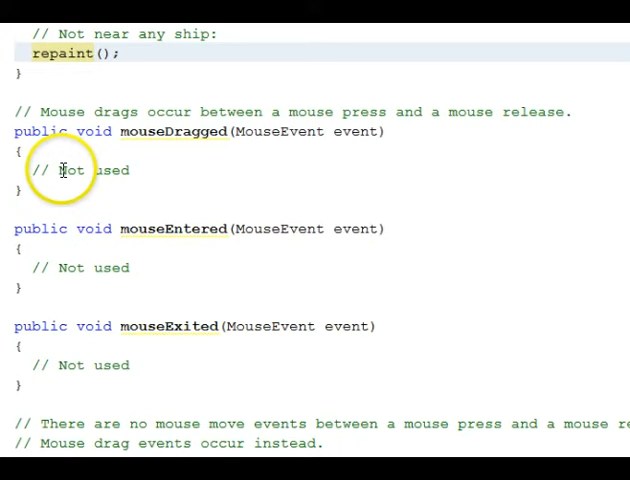 // Not near any ship:
repaint();
}
// Mouse drags occur between a mouse press and a mouse release.
public void mouseDragged(MouseEvent event)
{
// Not used
}
public void mouseEntered(MouseEvent event)
{
// Not used
}
public void mouseExited(MouseEvent event)
{
// Not used
}
// There are no mouse move events between a mouse press and a mouse re
// Mouse drag events occur instead.